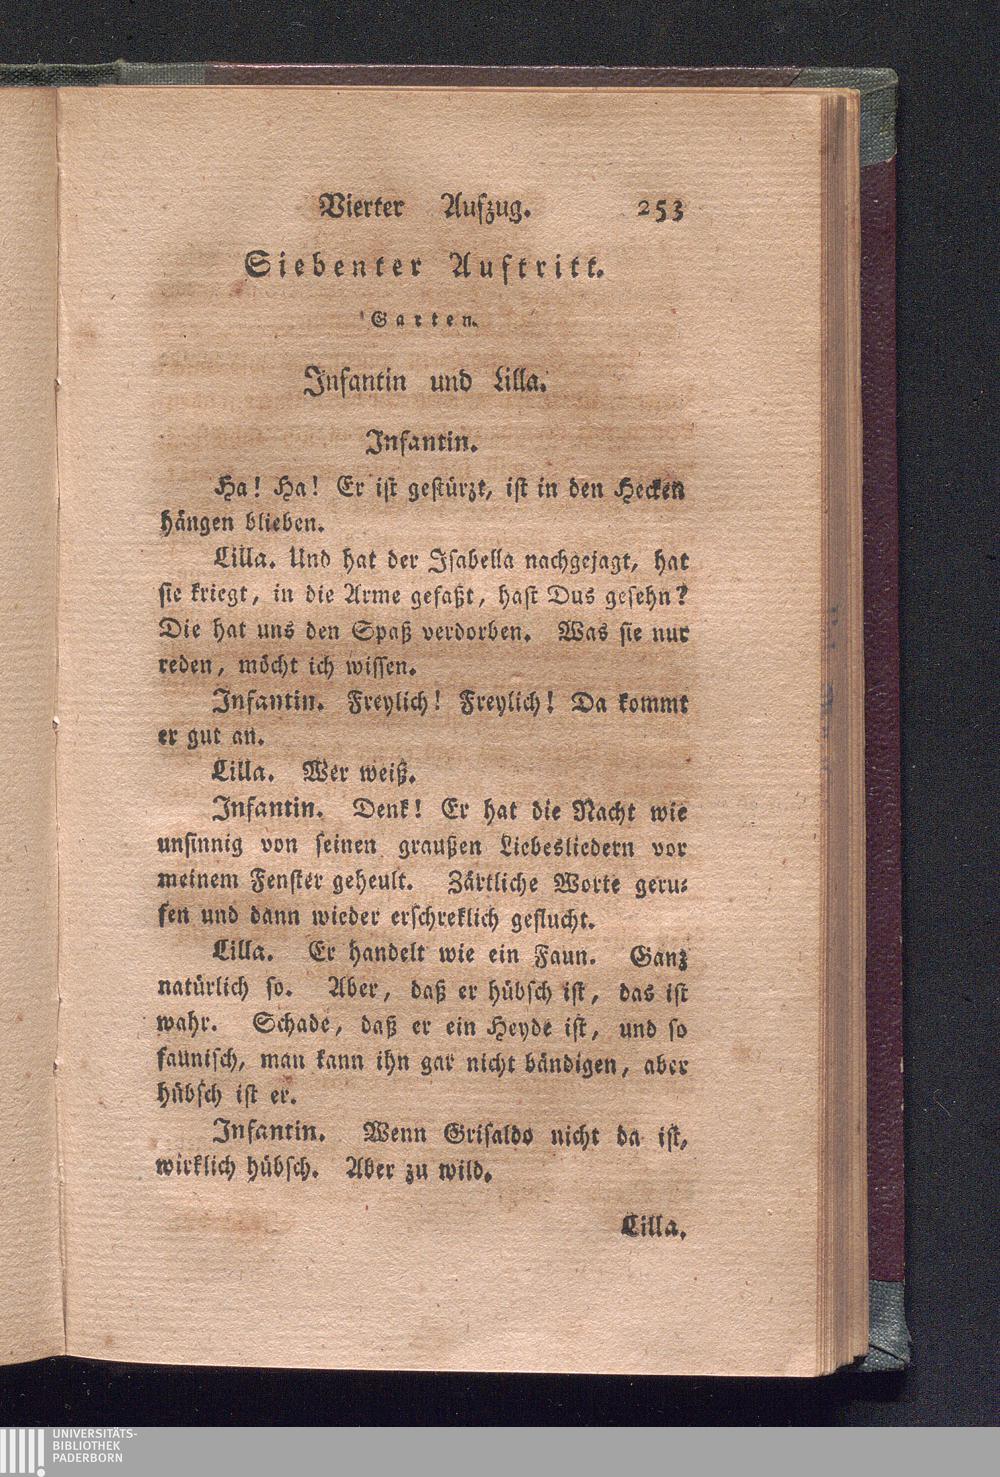 Vierter Aufzug. 253
Siebenter Auftritt.
Garten.
Infantin und Lilla.
Infantin.
Ha! Ha! Er ist gestürzt, ist in den Hecken
hängen blieben.
Lilla. Und hat der Isabella nachgejagt, hat
sie kriegt, in die Arme gefaßt, hast Dus gesehn?
Die hat uns den Spaß verdorben. Was sie nur
reden, möcht ich wissen.
Infantin. Freylich! Freylich! Da kommt
er gut an.
Lilla. Wer weiß.
Infantin. Denk! Er hat die Nacht wie
unsinnig von seinen graußen Liebesliedern vor
meinem Fenster geheult. Zärtliche Worte geru-
fen und dann wieder erschreklich geflucht.
Lilla. Er handelt wie ein Faun. Ganz
natürlich so. Aber, daß er hübsch ist, das ist
wahr. Schade, daß er ein Heyde ist, und so
faunisch, man kann ihn gar nicht bändigen, aber
hübsch ist er.
Infantin. Wenn Grisaldo nicht da ist,
wirklich hübsch. Aber zu wild.
Lilla.
UNIVERSITÄTS-
BIBLIOTHEK
PADERBORN